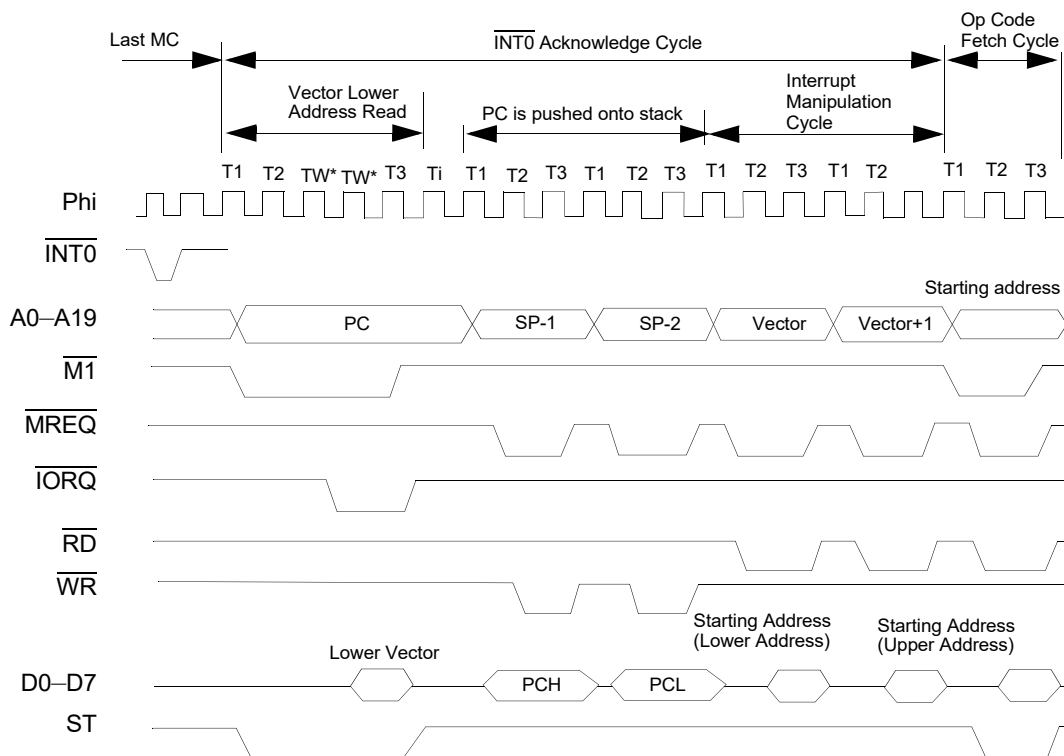 Last MC
INT0 Acknowledge Cycle
Op Code
Fetch Cycle
Vector Lower
Address Read
PC is pushed onto stack
Interrupt
Manipulation
Cycle
T1 T2 TW* TW* T3 Ti T1 T2 T3 T1 T2 T3 T1 T2 T3 T1 T2 T1 T2 T3
Phi
INT0
Starting address
A0–A19 PC SP-1 SP-2 Vector Vector+1
M1
MREQ
IORQ
RD
WR
Starting Address
(Lower Address)
Starting Address
(Upper Address)
Lower Vector
D0–D7 PCH PCL
ST